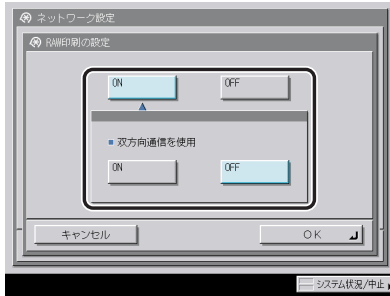 ネットワーク設定
RAW印刷の設定
ON OFF
双方向通信を使用
ON OFF
キャンセル OK
システム状況/中止